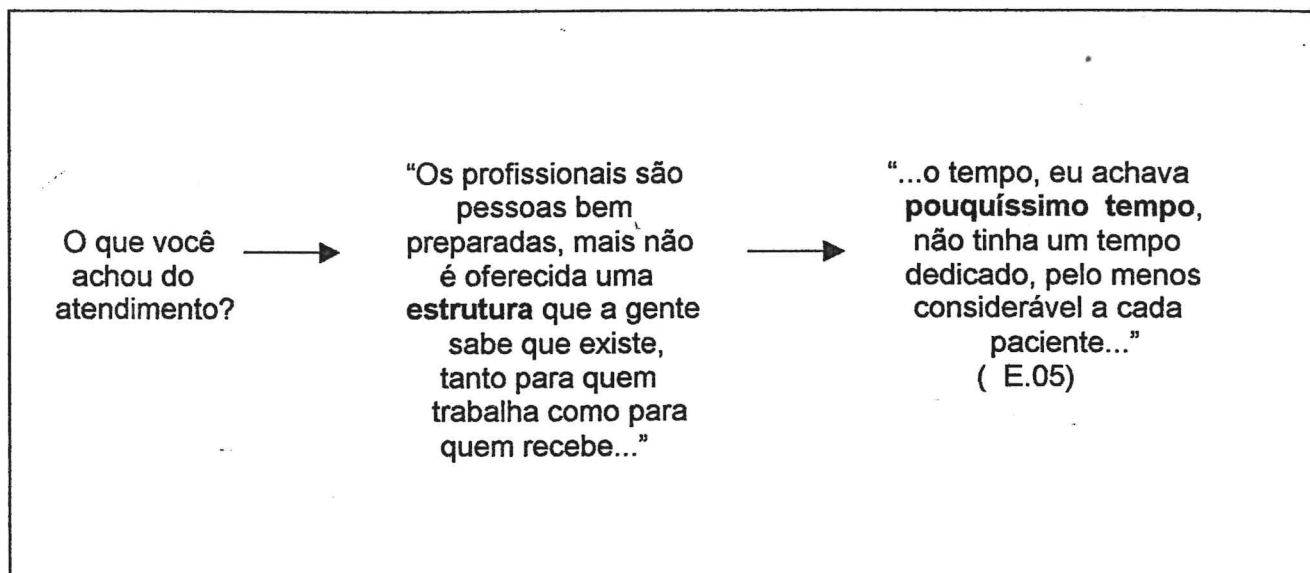 O que você
achou do
atendimento?
“Os profissionais são
pessoas bem
preparadas, mais não
é oferecida uma
estrutura que a gente
sabe que existe,
tanto para quem
trabalha como para
quem recebe...”
“...o tempo, eu achava
pouquíssimo tempo,
não tinha um tempo
dedicado, pelo menos
considerável a cada
paciente...”
( E.05)